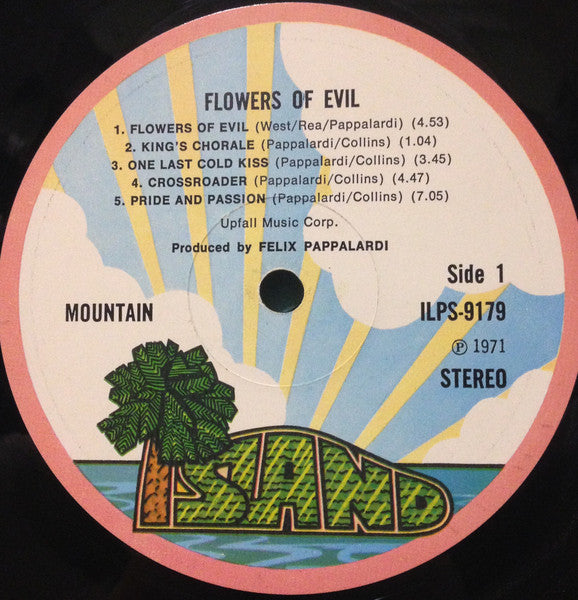 FLOWERS OF EVIL
1. FLOWERS OF EVIL (West/Rea/Pappalardi) (4.53)
2. KING'S CHORALE (Pappalardi/Collins) (1.04)
3. ONE LAST COLD KISS (Pappalardi/Collins) (3.45)
4. CROSSROADER (Pappalardi/Collins) (4.47)
5. PRIDE AND PASSION (Pappalardi/Collins) (7.05)
Upfall Music Corp.
Produced by FELIX PAPPALARDI
Side 1
MOUNTAIN
ILPS-9179
Ⓟ 1971
STEREO
ISLAND